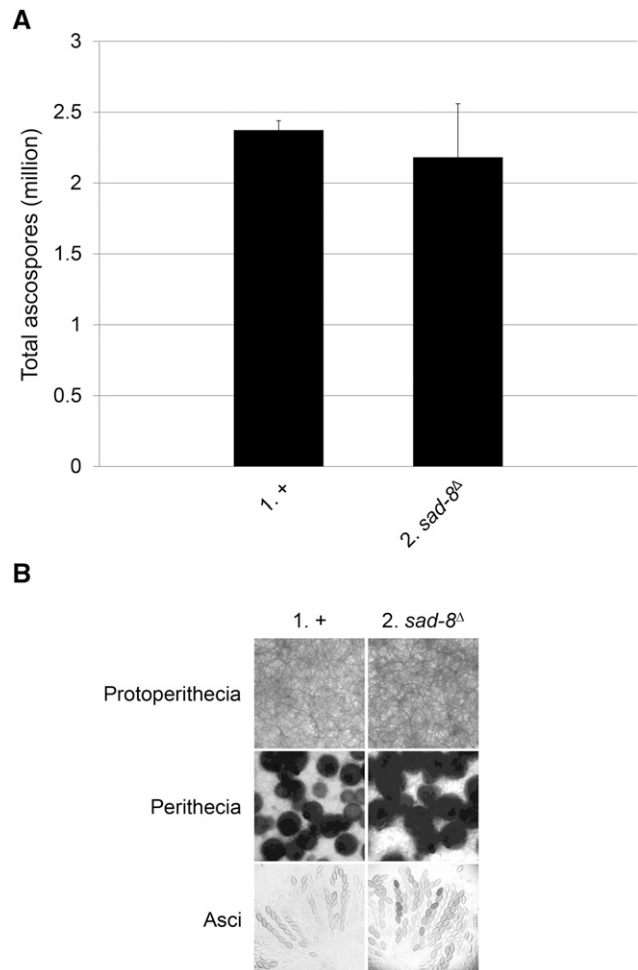 A
3
2.5
2
1.5
1
0.5
0
Total ascospores (million)
1. +
2. sad-8Δ
B
1. +
2. sad-8Δ
Protoperithecia
Perithecia
Asci